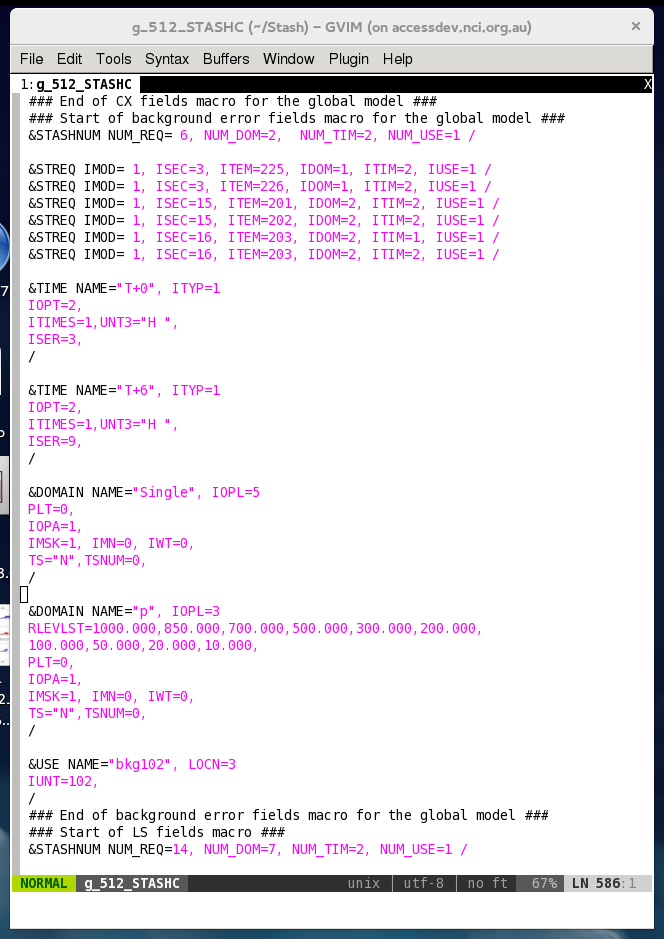 g_512_STASHC (~/Stash) – GVIM (on accessdev.nci.org.au)
×
File Edit Tools Syntax Buffers Window Plugin Help
1:g_512_STASHC X
### End of CX fields macro for the global model ###
### Start of background error fields macro for the global model ###
&STASHNUM NUM_REQ= 6, NUM_DOM=2,  NUM_TIM=2, NUM_USE=1 /
&STREQ IMOD= 1, ISEC=3, ITEM=225, IDOM=1, ITIM=2, IUSE=1 /
&STREQ IMOD= 1, ISEC=3, ITEM=226, IDOM=1, ITIM=2, IUSE=1 /
&STREQ IMOD= 1, ISEC=15, ITEM=201, IDOM=2, ITIM=2, IUSE=1 /
&STREQ IMOD= 1, ISEC=15, ITEM=202, IDOM=2, ITIM=2, IUSE=1 /
&STREQ IMOD= 1, ISEC=16, ITEM=203, IDOM=2, ITIM=1, IUSE=1 /
&STREQ IMOD= 1, ISEC=16, ITEM=203, IDOM=2, ITIM=2, IUSE=1 /
&TIME NAME="T+0", ITYP=1
IOPT=2,
ITIMES=1,UNT3="H ",
ISER=3,
/
&TIME NAME="T+6", ITYP=1
IOPT=2,
ITIMES=1,UNT3="H ",
ISER=9,
/
&DOMAIN NAME="Single", IOPL=5
PLT=0,
IOPA=1,
IMSK=1, IMN=0, IWT=0,
TS="N",TSNUM=0,
/
&DOMAIN NAME="p", IOPL=3
RLEVLST=1000.000,850.000,700.000,500.000,300.000,200.000,
100.000,50.000,20.000,10.000,
PLT=0,
IOPA=1,
IMSK=1, IMN=0, IWT=0,
TS="N",TSNUM=0,
/
&USE NAME="bkg102", LOCN=3
IUNT=102,
/
### End of background error fields macro for the global model ###
### Start of LS fields macro ###
&STASHNUM NUM_REQ=14, NUM_DOM=7, NUM_TIM=2, NUM_USE=1 /
NORMAL g_512_STASHC unix | utf-8 | no ft 67% LN 586:1